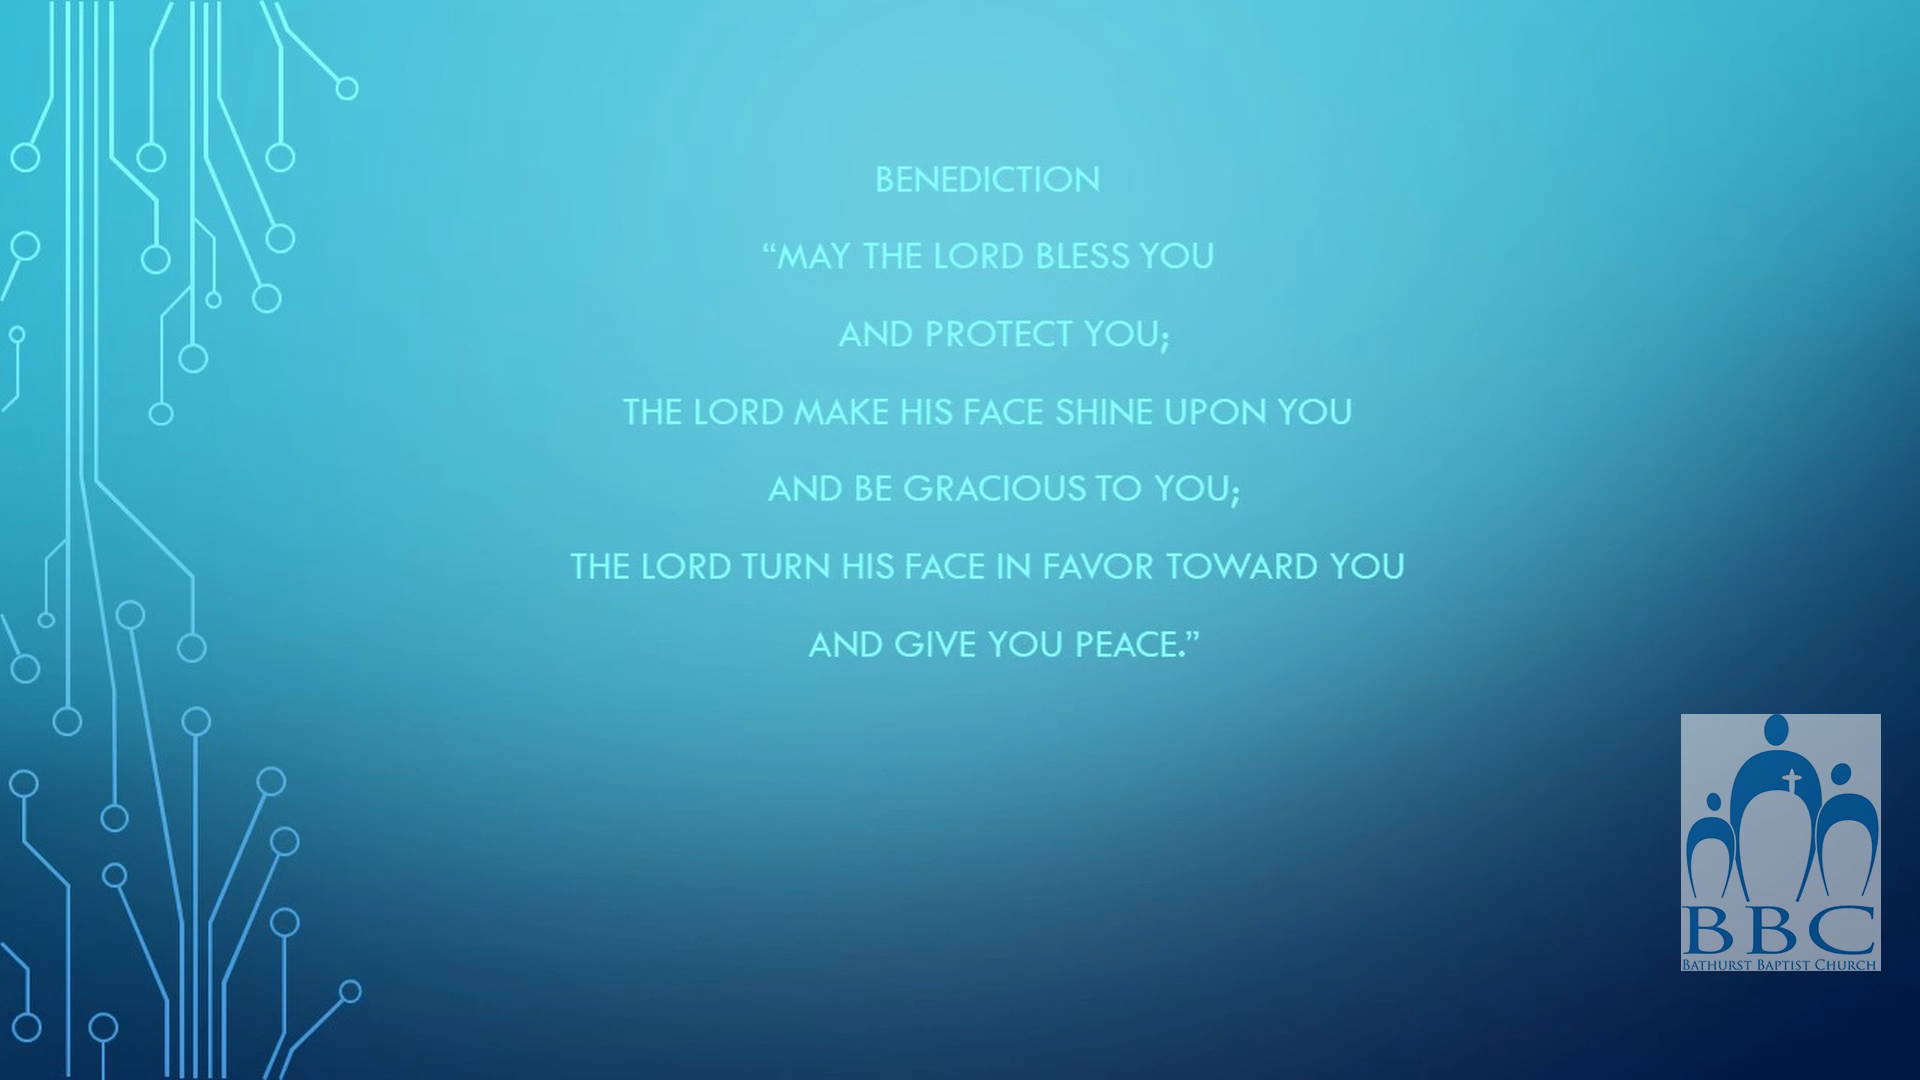 BENEDICTION
“MAY THE LORD BLESS YOU
AND PROTECT YOU;
THE LORD MAKE HIS FACE SHINE UPON YOU
AND BE GRACIOUS TO YOU;
THE LORD TURN HIS FACE IN FAVOR TOWARD YOU
AND GIVE YOU PEACE.”
BBC
BATHURST BAPTIST CHURCH